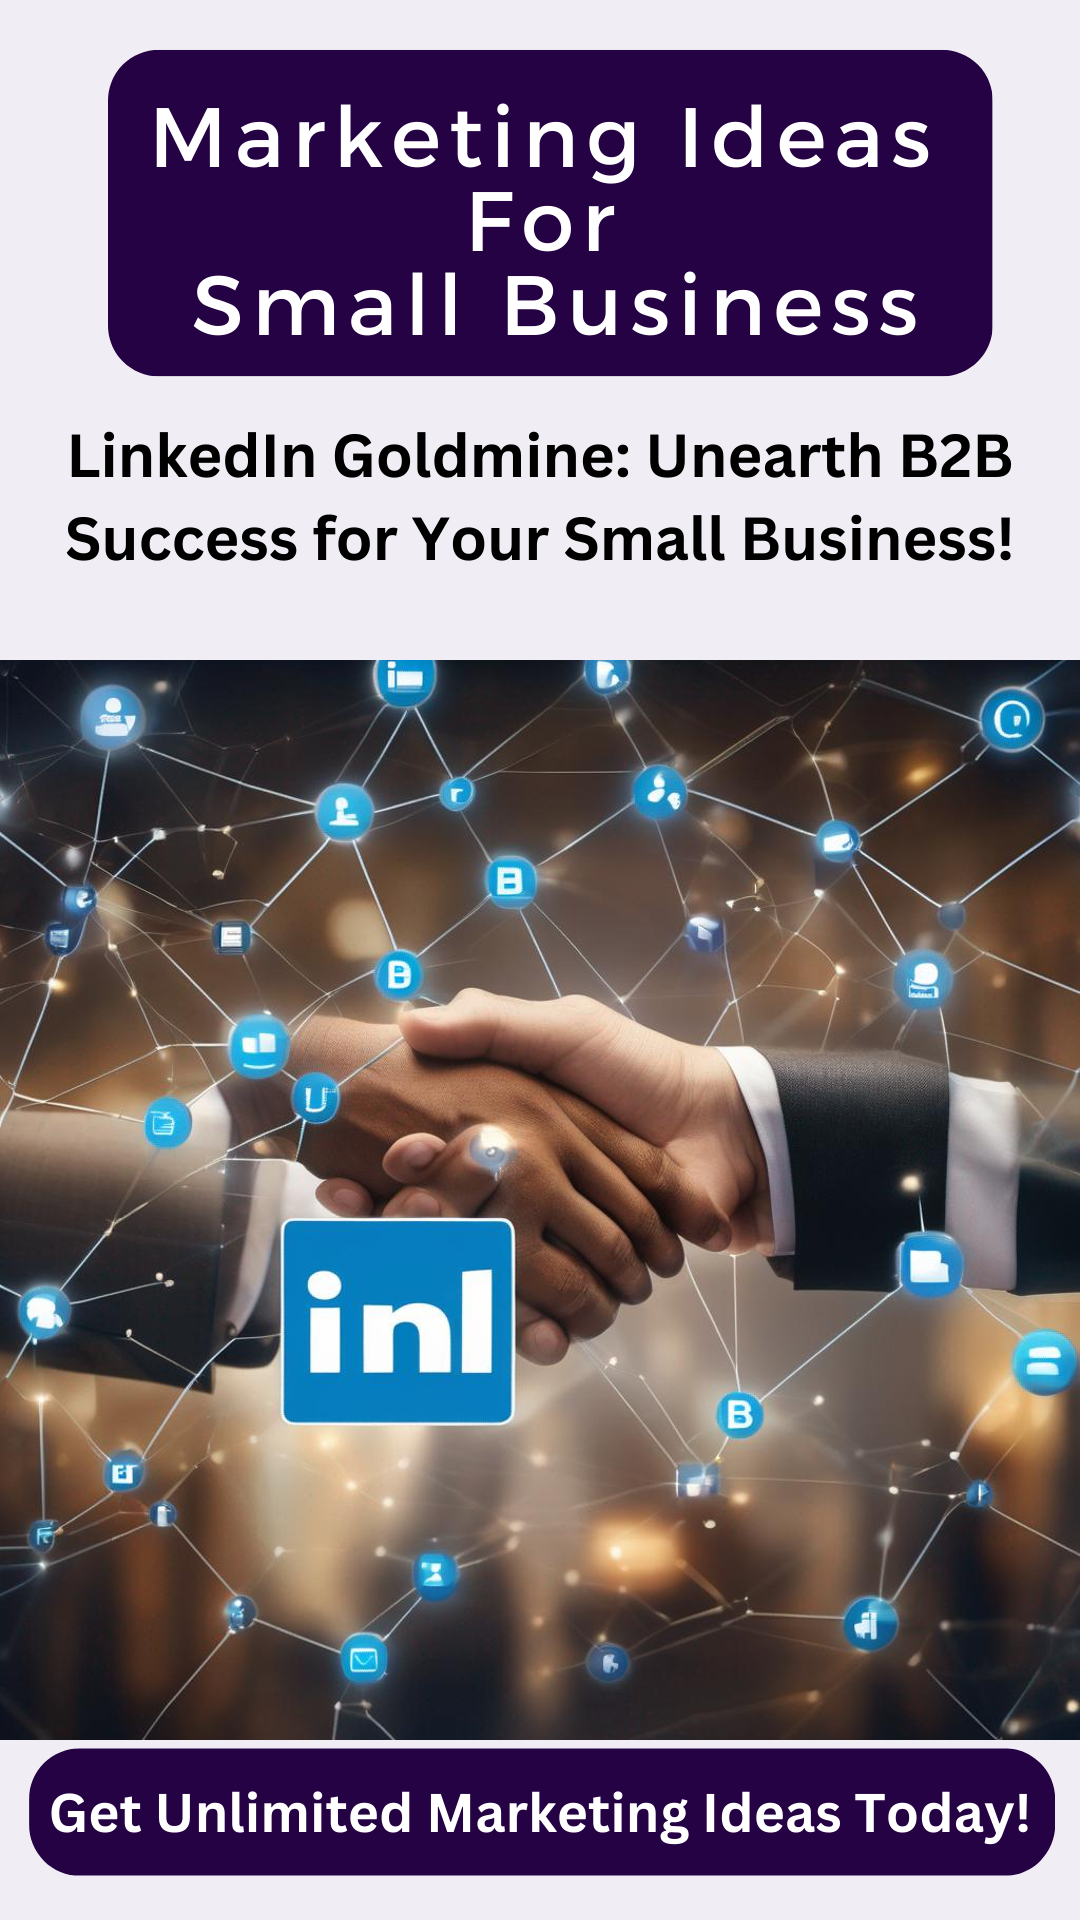 Marketing Ideas
For
Small Business
LinkedIn Goldmine: Unearth B2B
Success for Your Small Business!
B
B
U
inl
B
Get Unlimited Marketing Ideas Today!